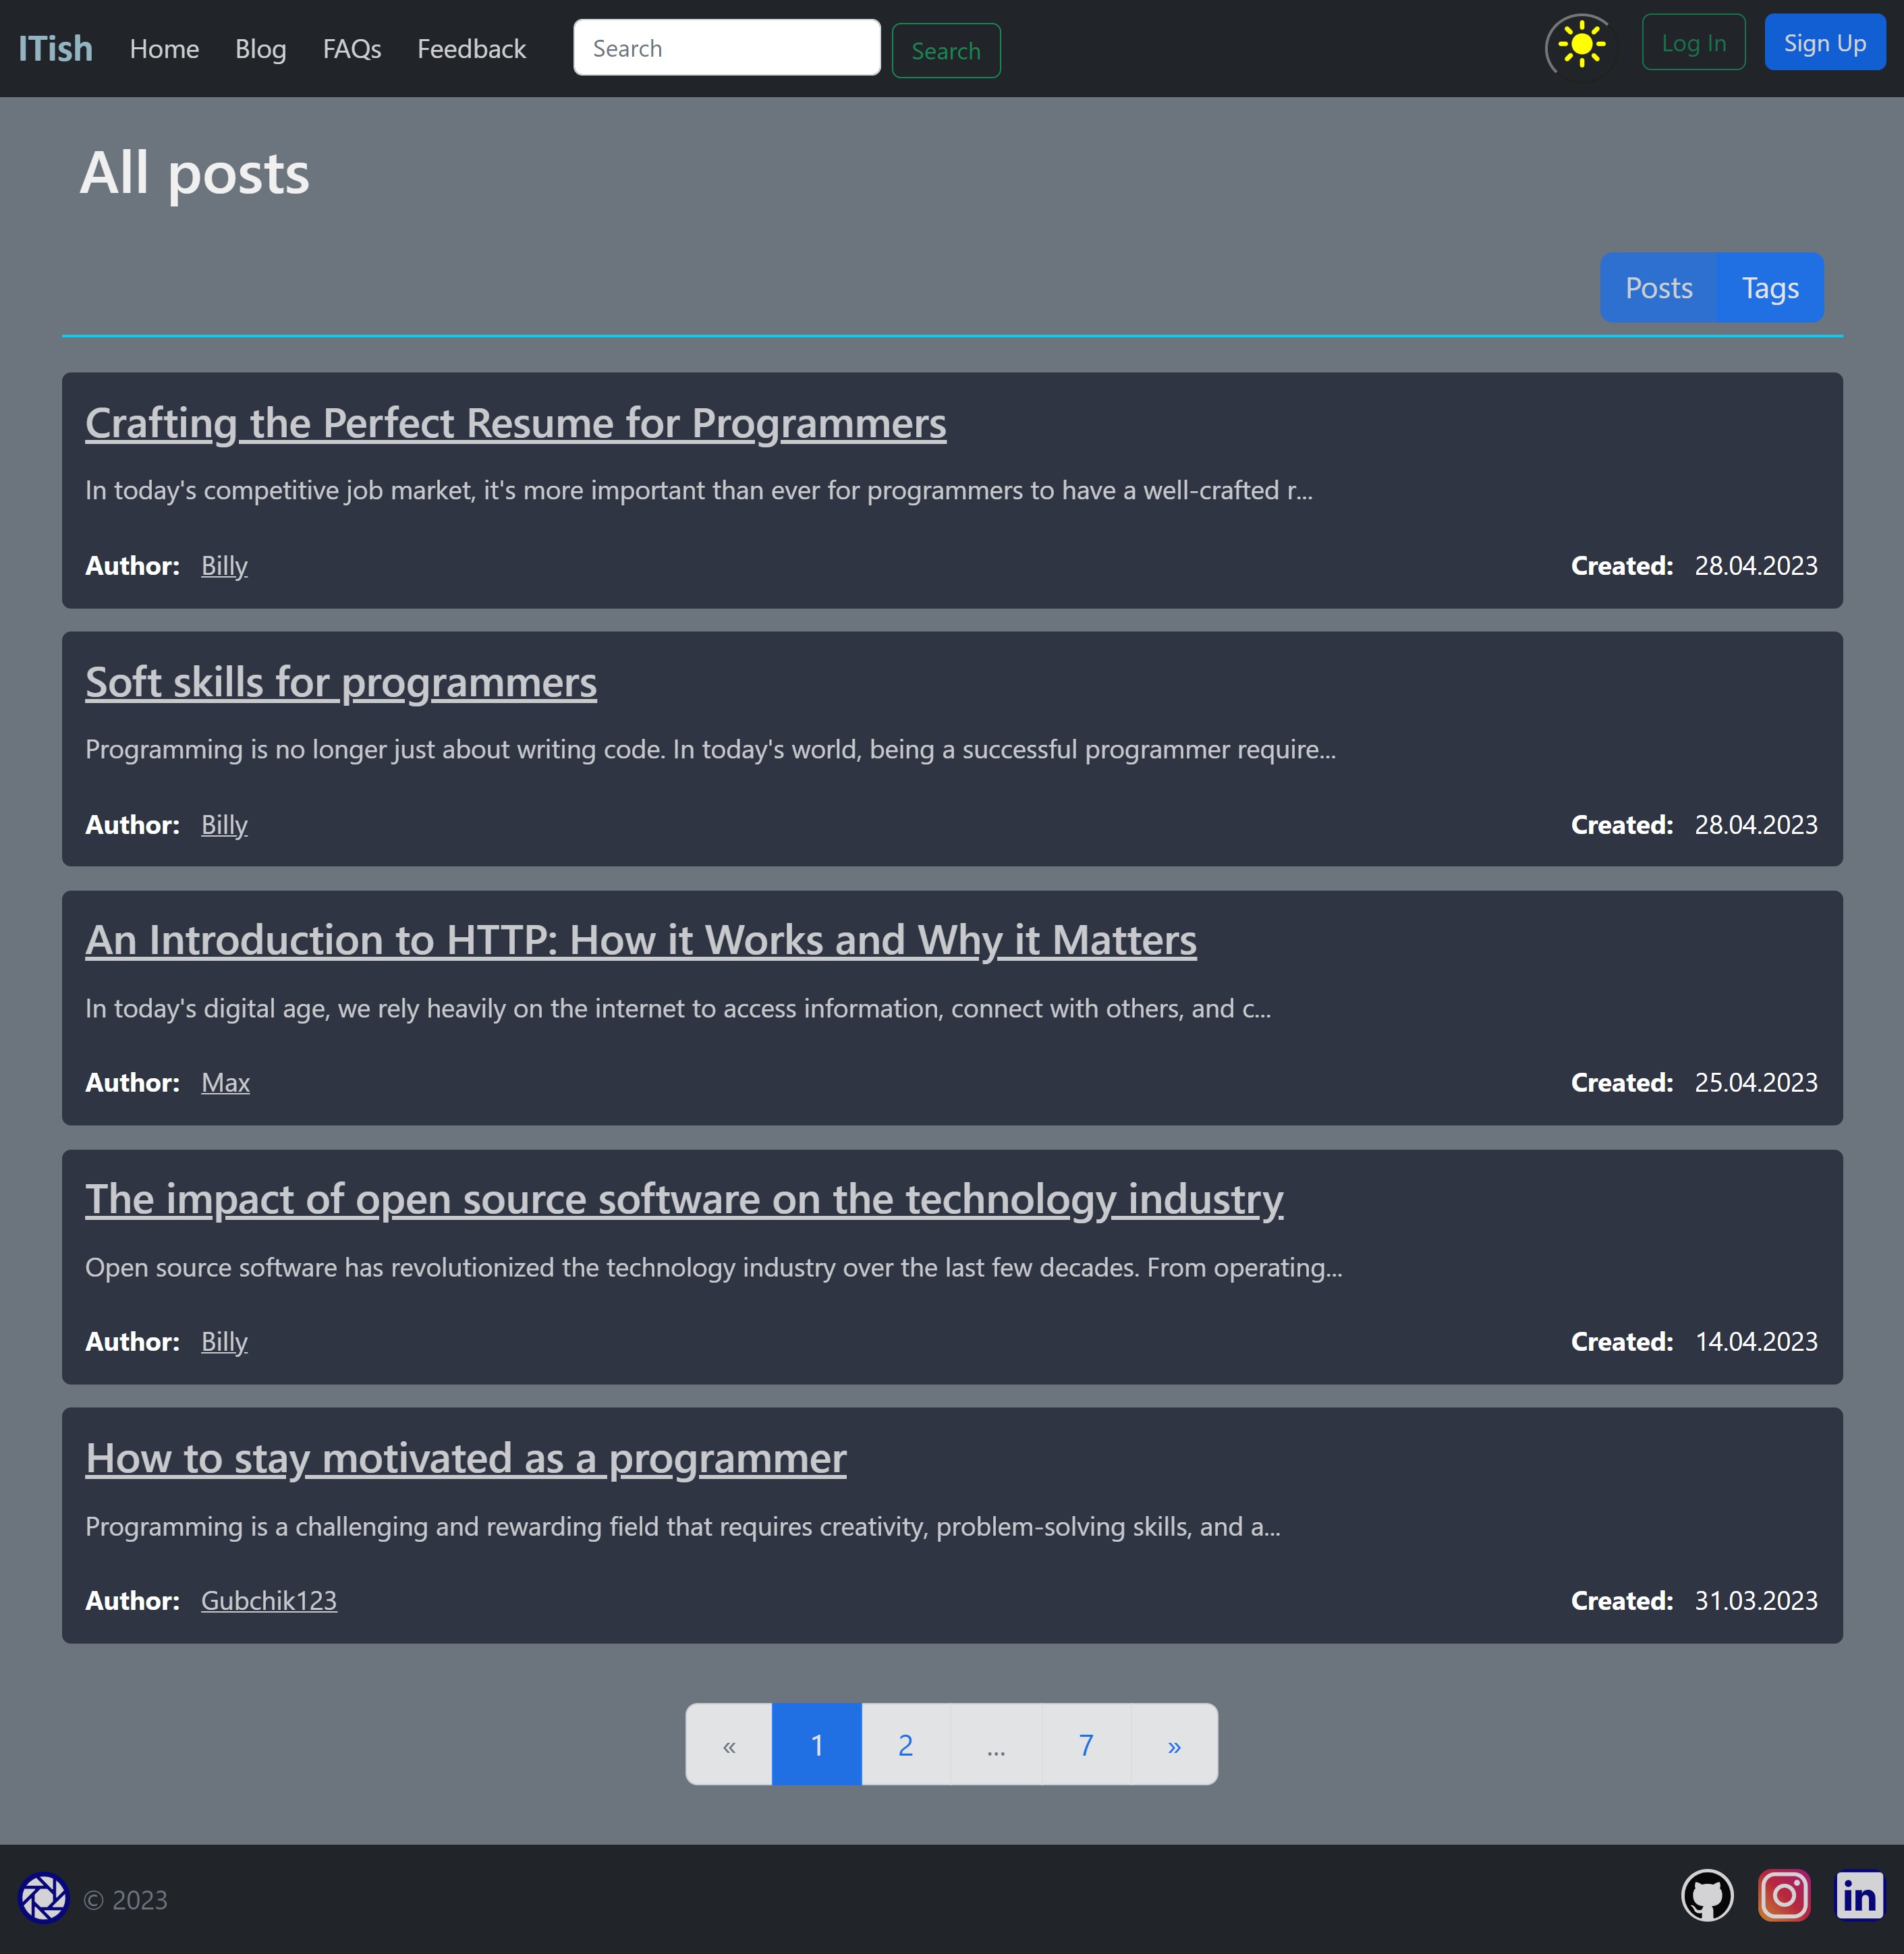 ITish Home Blog FAQs Feedback Search Search Log In Sign Up
All posts
Posts Tags
Crafting the Perfect Resume for Programmers
In today's competitive job market, it's more important than ever for programmers to have a well-crafted r...
Author: Billy Created: 28.04.2023
Soft skills for programmers
Programming is no longer just about writing code. In today's world, being a successful programmer require...
Author: Billy Created: 28.04.2023
An Introduction to HTTP: How it Works and Why it Matters
In today's digital age, we rely heavily on the internet to access information, connect with others, and c...
Author: Max Created: 25.04.2023
The impact of open source software on the technology industry
Open source software has revolutionized the technology industry over the last few decades. From operating...
Author: Billy Created: 14.04.2023
How to stay motivated as a programmer
Programming is a challenging and rewarding field that requires creativity, problem-solving skills, and a...
Author: Gubchik123 Created: 31.03.2023
« 1 2 ... 7 »
© 2023 in